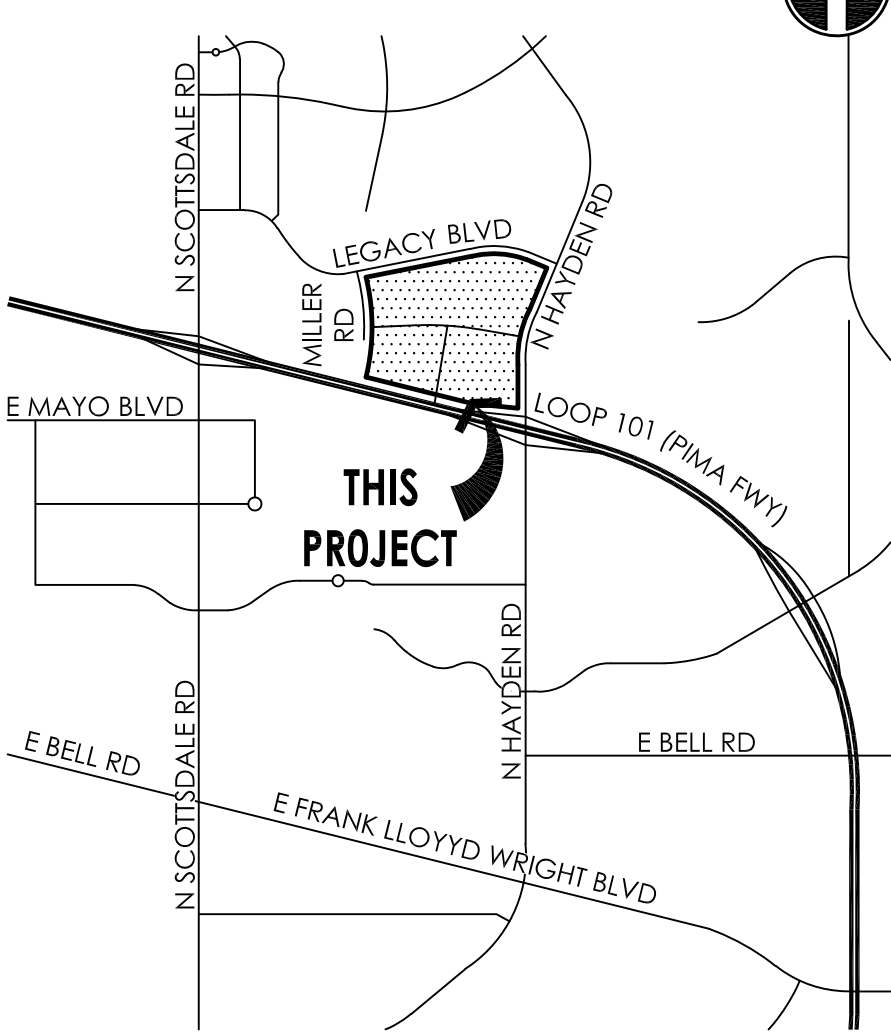 N SCOTTSDALE RD
LEGACY BLVD
N HAYDEN RD
MILLER
RD
E MAYO BLVD
LOOP 101 (PIMA FWY)
THIS
PROJECT
N HAYDEN RD
N SCOTTSDALE RD
E BELL RD
E BELL RD
E FRANK LLOYYD WRIGHT BLVD